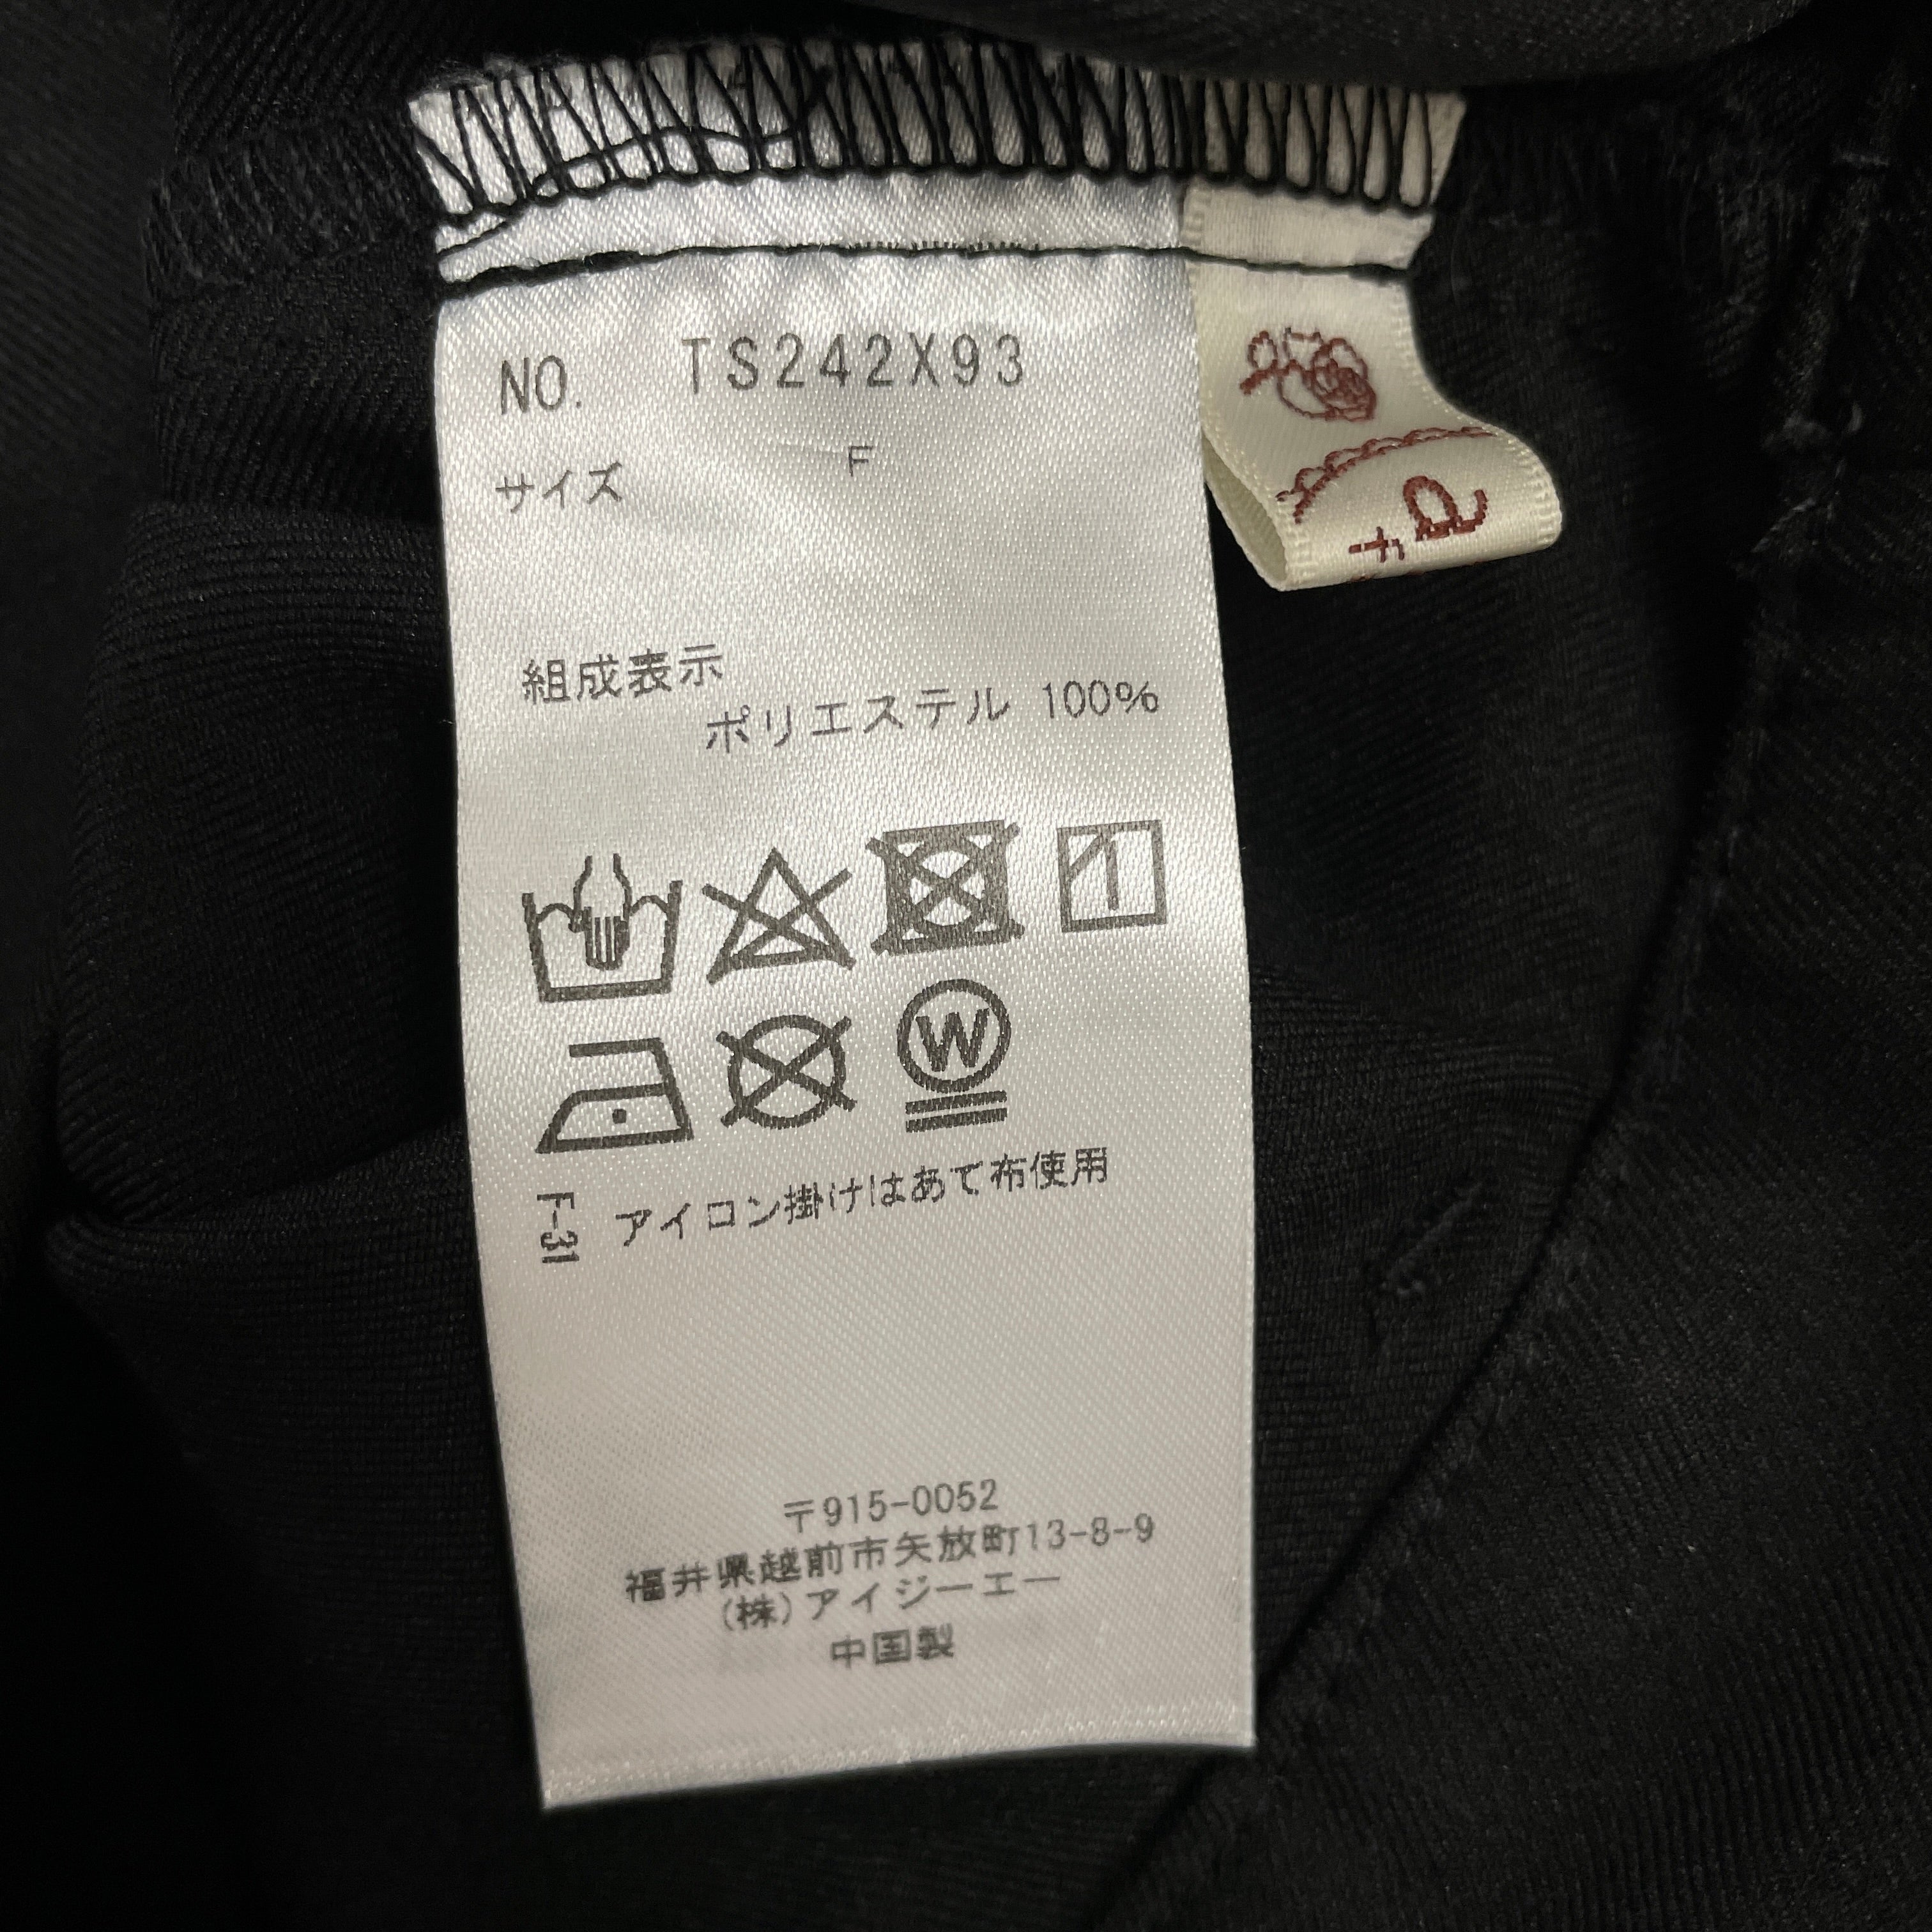 NO. TS242X93
サイズ F
組成表示
ポリエステル 100%
W
F-31 アイロン掛けはあて布使用
〒915-0052
福井県越前市矢放町13-8-9
(株)アイジーエー
中国製